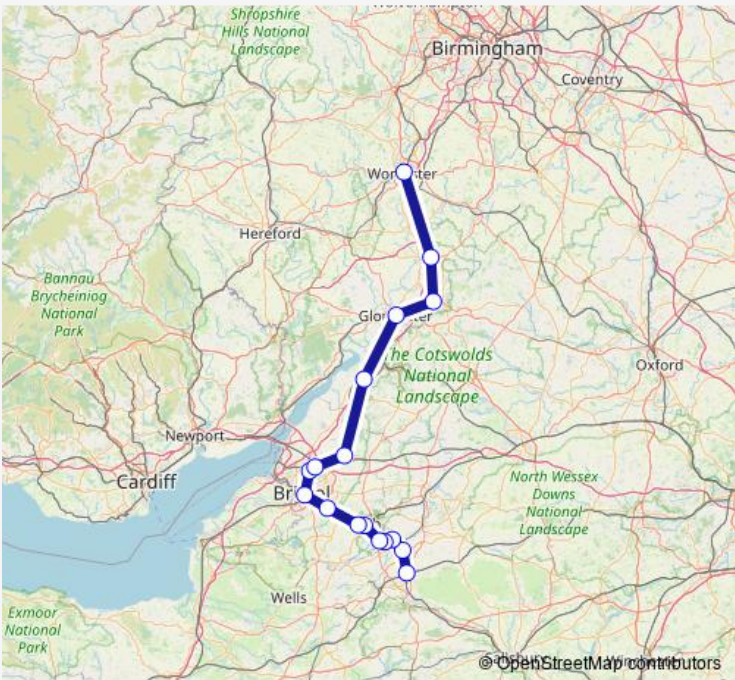 Shropshire
Hills National
Landscape
Birmingham
Coventry
Hereford
Bannau
Brycheiniog
National
Park
The Cotswolds
National
Landscape
Oxford
Newport
Cardiff
North Wessex
Downs
National
Landscape
Wells
Exmoor
National
Park
© OpenStreetMap contributors